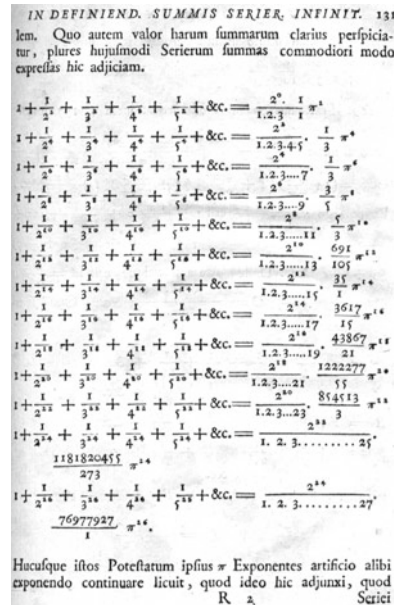 IN DEFINIEND. SUMMIS SERIER. INFINIT. 131
lem. Quo autem valor harum ſummarum clarius perſpicia-
tur, plures hujuſmodi Serierum ſummas commodiori modo
expreſſas hic adjiciam.
1 + 1/2² + 1/3² + 1/4² + 1/5² + &c. = 2⁰/1.2.3 . 1/1 π²
1 + 1/2⁴ + 1/3⁴ + 1/4⁴ + 1/5⁴ + &c. = 2²/1.2.3.4.5 . 1/3 π⁴
1 + 1/2⁶ + 1/3⁶ + 1/4⁶ + 1/5⁶ + &c. = 2⁴/1.2.3....7 . 1/3 π⁶
1 + 1/2⁸ + 1/3⁸ + 1/4⁸ + 1/5⁸ + &c. = 2⁶/1.2.3....9 . 3/5 π⁸
1 + 1/2¹⁰ + 1/3¹⁰ + 1/4¹⁰ + 1/5¹⁰ + &c. = 2⁸/1.2.3.....11 . 5/3 π¹⁰
1 + 1/2¹² + 1/3¹² + 1/4¹² + 1/5¹² + &c. = 2¹⁰/1.2.3.....13 . 691/105 π¹²
1 + 1/2¹⁴ + 1/3¹⁴ + 1/4¹⁴ + 1/5¹⁴ + &c. = 2¹²/1.2.3.....15 . 35/1 π¹⁴
1 + 1/2¹⁶ + 1/3¹⁶ + 1/4¹⁶ + 1/5¹⁶ + &c. = 2¹⁴/1.2.3.....17 . 3617/15 π¹⁶
1 + 1/2¹⁸ + 1/3¹⁸ + 1/4¹⁸ + 1/5¹⁸ + &c. = 2¹⁶/1.2.3.....19 . 43867/21 π¹⁸
1 + 1/2²⁰ + 1/3²⁰ + 1/4²⁰ + 1/5²⁰ + &c. = 2¹⁸/1.2.3....21 . 1222277/55 π²⁰
1 + 1/2²² + 1/3²² + 1/4²² + 1/5²² + &c. = 2²⁰/1.2.3...23 . 854513/3 π²²
1 + 1/2²⁴ + 1/3²⁴ + 1/4²⁴ + 1/5²⁴ + &c. = 2²²/1. 2. 3.........25 .
1181820455/273 π²⁴
1 + 1/2²⁶ + 1/3²⁶ + 1/4²⁶ + 1/5²⁶ + &c. = 2²⁴/1. 2. 3.........27 .
76977927/1 π²⁶.
Hucuſque iſtos Poteſtatum ipſius π Exponentes artificio alibi
exponendo continuare licuit, quod ideo hic adjunxi, quod
R 2 Seriei